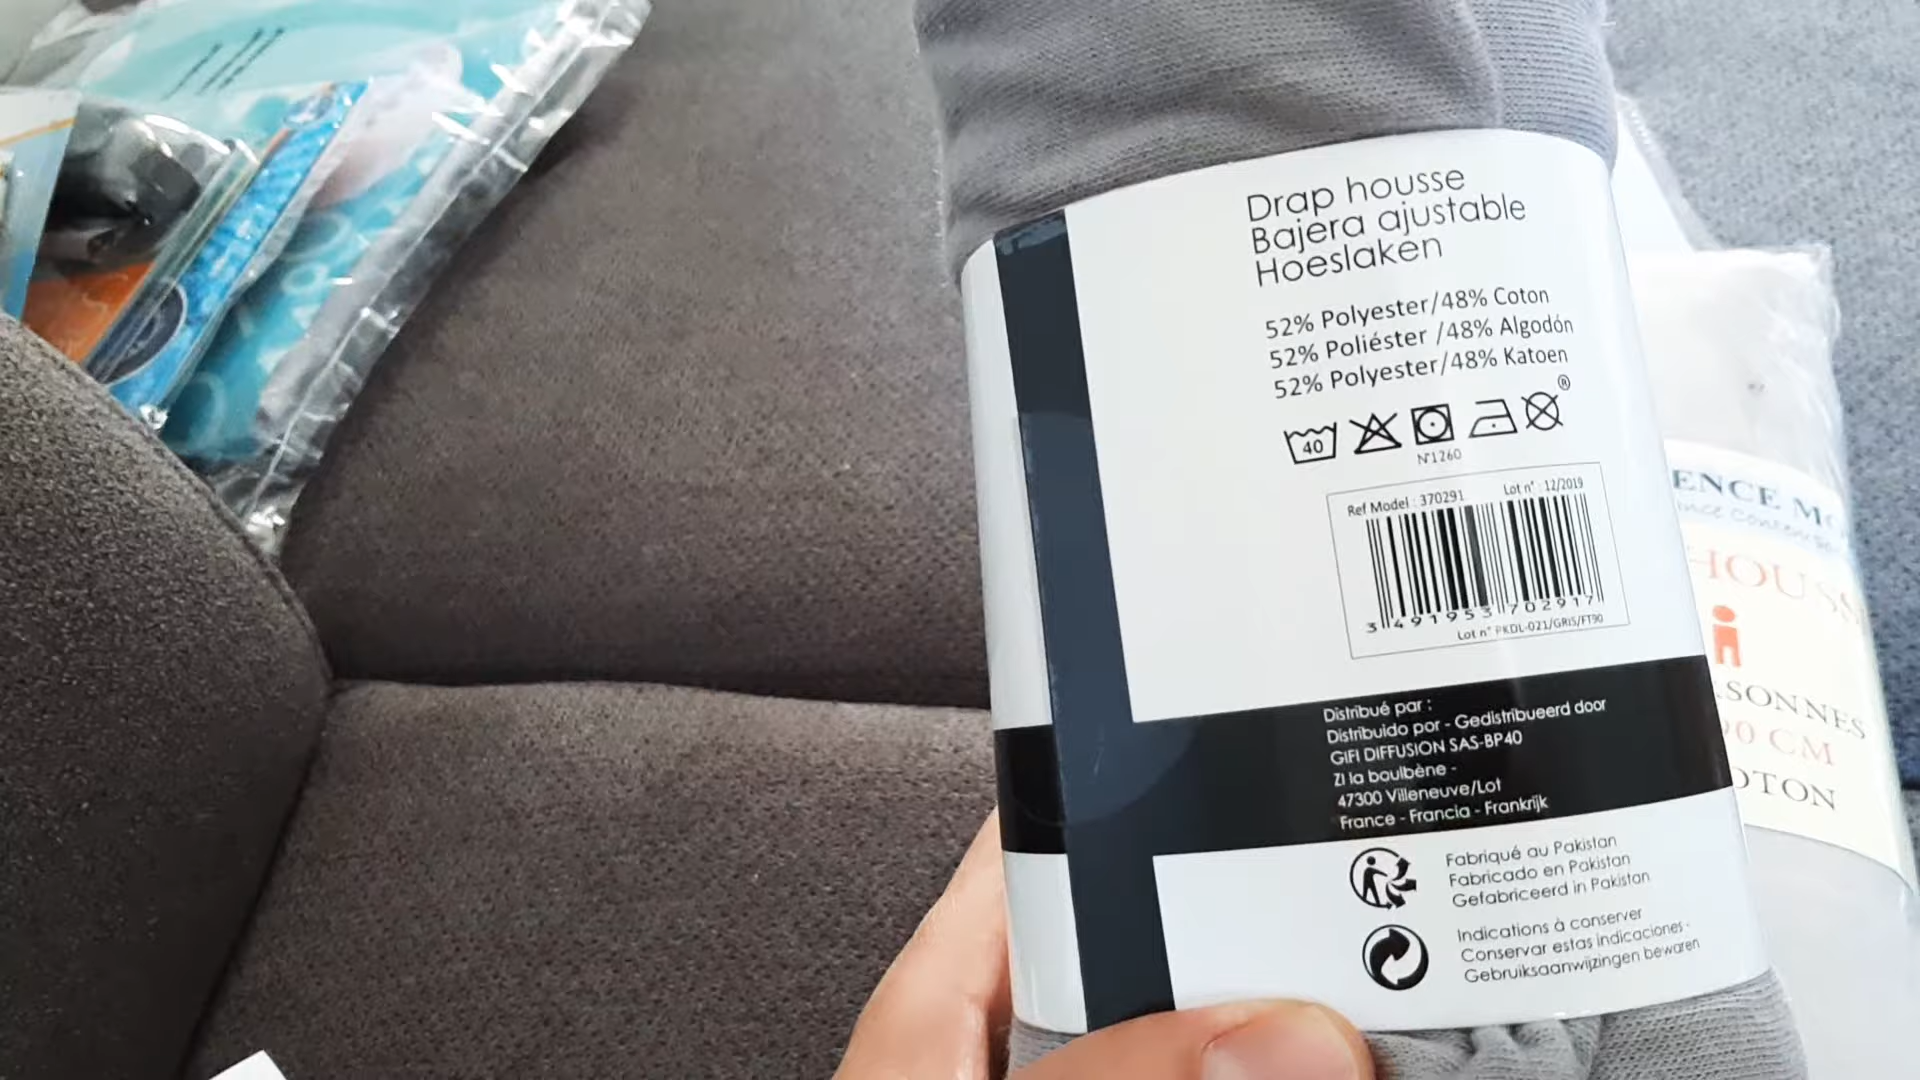 Drap housse
Bajera ajustable
Hoeslaken
52% Polyester/48% Coton
52% Poliéster /48% Algodón
52% Polyester/48% Katoen
®
40
N°1260
Ref Model : 370291
Lot n° : 12/2019
3 491953 702917
Lot n° PKDL-021/GRIS/FT90
Distribué par :
Distribuido por - Gedistribueerd door
GIFI DIFFUSION SAS-BP40
ZI la boulbène -
47300 Villeneuve/Lot
France - Francia - Frankrijk
Fabriqué au Pakistan
Fabricado en Pakistan
Gefabriceerd in Pakistan
Indications à conserver
Conservar estas indicaciones -
Gebruiksaanwijzingen bewaren
ENCE M
HOUSS
SONNES
90 CM
OTON